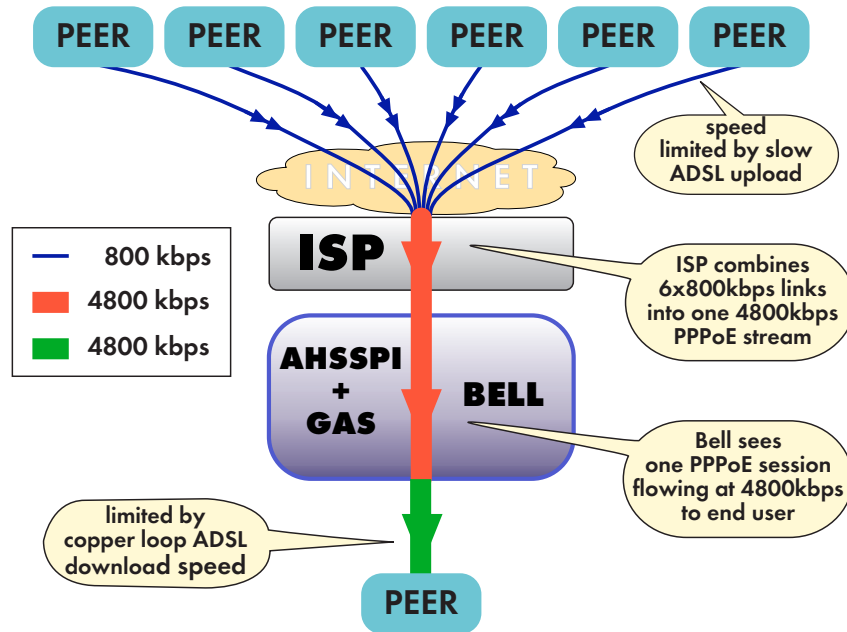 PEER PEER PEER PEER PEER PEER
speed
limited by slow
ADSL upload
INTERNET
ISP
ISP combines
6x800kbps links
into one 4800kbps
PPPoE stream
800 kbps
4800 kbps
4800 kbps
AHSSPI
+
GAS
BELL
Bell sees
one PPPoE session
flowing at 4800kbps
to end user
limited by
copper loop ADSL
download speed
PEER